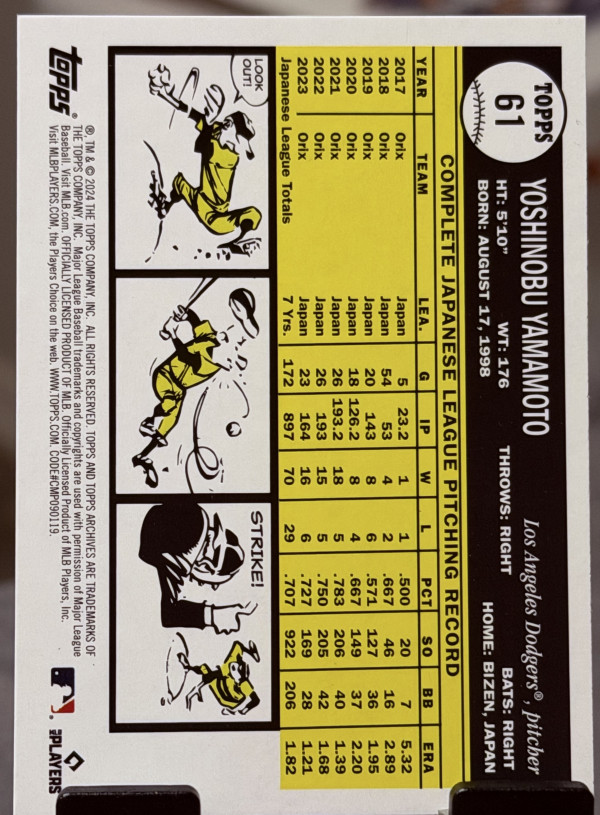 TOPPS
61
YOSHINOBU YAMAMOTO
Los Angeles Dodgers®, pitcher
HT: 5'10" WT: 176 THROWS: RIGHT BATS: RIGHT
BORN: AUGUST 17, 1998 HOME: BIZEN, JAPAN
COMPLETE JAPANESE LEAGUE PITCHING RECORD
YEAR TEAM LEA. G IP W L PCT SO BB ERA
2017 Orix Japan 5 23.2 1 1 .500 20 7 5.32
2018 Orix Japan 54 53 4 2 .667 46 16 2.89
2019 Orix Japan 20 143 8 6 .571 127 36 1.95
2020 Orix Japan 18 126.2 8 4 .667 149 37 2.20
2021 Orix Japan 26 193.2 18 5 .783 206 40 1.39
2022 Orix Japan 26 193 15 5 .750 205 42 1.68
2023 Orix Japan 23 164 16 6 .727 169 28 1.21
Japanese League Totals 7 Yrs. 172 897 70 29 .707 922 206 1.82
LOOK
OUT!
STRIKE!
topps®
®, TM & © 2024 THE TOPPS COMPANY, INC. ALL RIGHTS RESERVED. TOPPS AND TOPPS ARCHIVES ARE TRADEMARKS OF
THE TOPPS COMPANY, INC. Major League Baseball trademarks and copyrights are used with permission of Major League
Baseball. Visit MLB.com. OFFICIALLY LICENSED PRODUCT OF MLB. Officially Licensed Product of MLB Players, Inc.
Visit MLBPLAYERS.COM, the Players Choice on the web. WWW.TOPPS.COM. CODE#CMP090119.
MLB PLAYERS